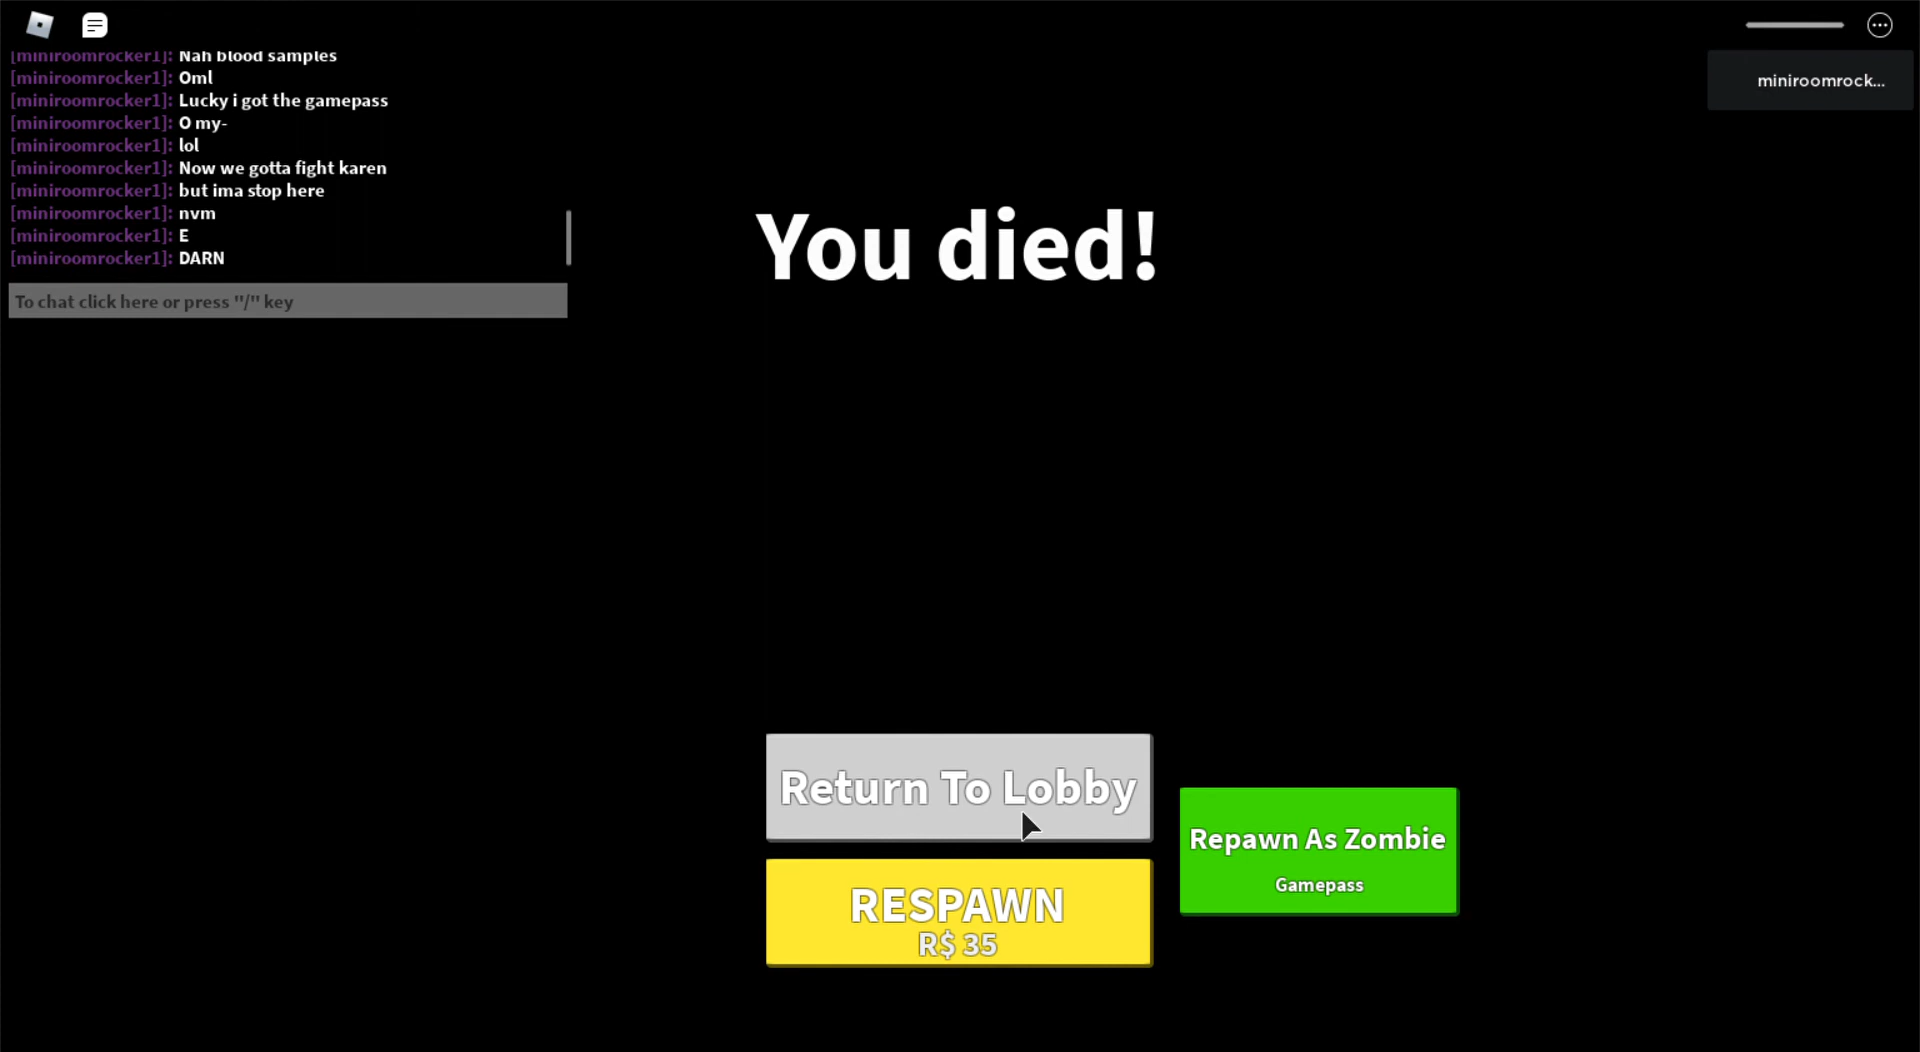 [miniroomrocker1]: Nah blood samples
[miniroomrocker1]: Oml
[miniroomrocker1]: Lucky i got the gamepass
[miniroomrocker1]: O my-
[miniroomrocker1]: lol
[miniroomrocker1]: Now we gotta fight karen
[miniroomrocker1]: but ima stop here
[miniroomrocker1]: nvm
[miniroomrocker1]: E
[miniroomrocker1]: DARN
To chat click here or press "/" key
miniroomrock...
You died!
Return To Lobby
RESPAWN
R$ 35
Repawn As Zombie
Gamepass